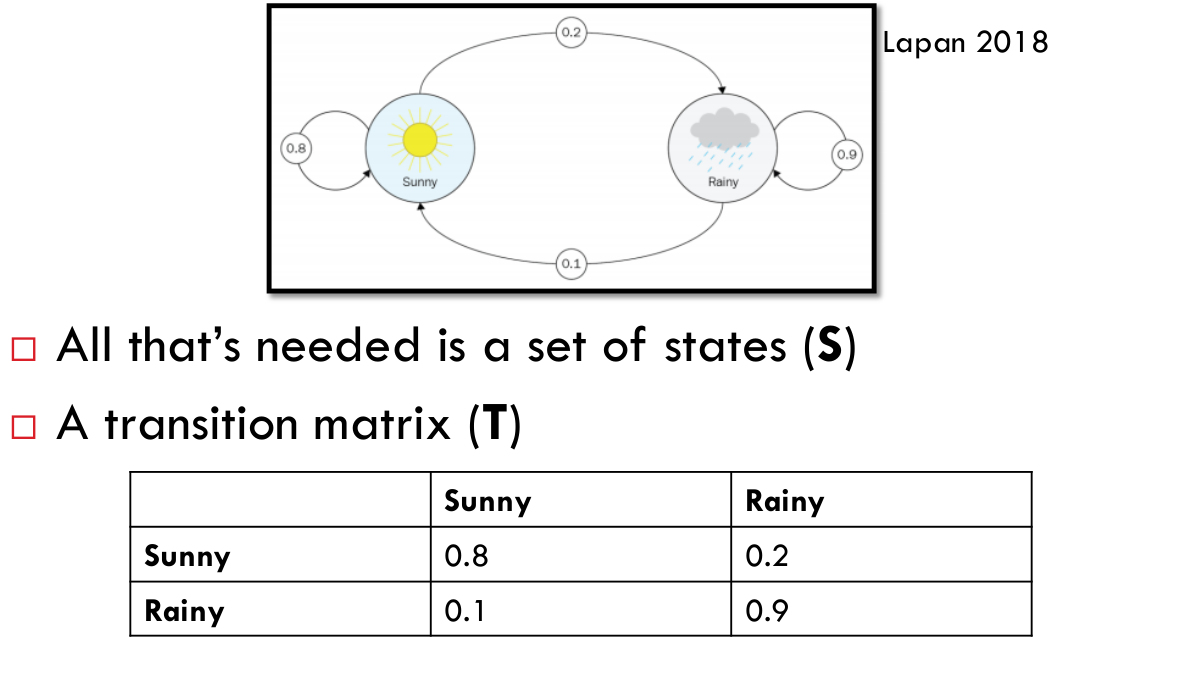 0.2
Lapan 2018
0.8
0.9
Sunny
Rainy
0.1
All that’s needed is a set of states (S)
A transition matrix (T)
Sunny Rainy
Sunny 0.8 0.2
Rainy 0.1 0.9